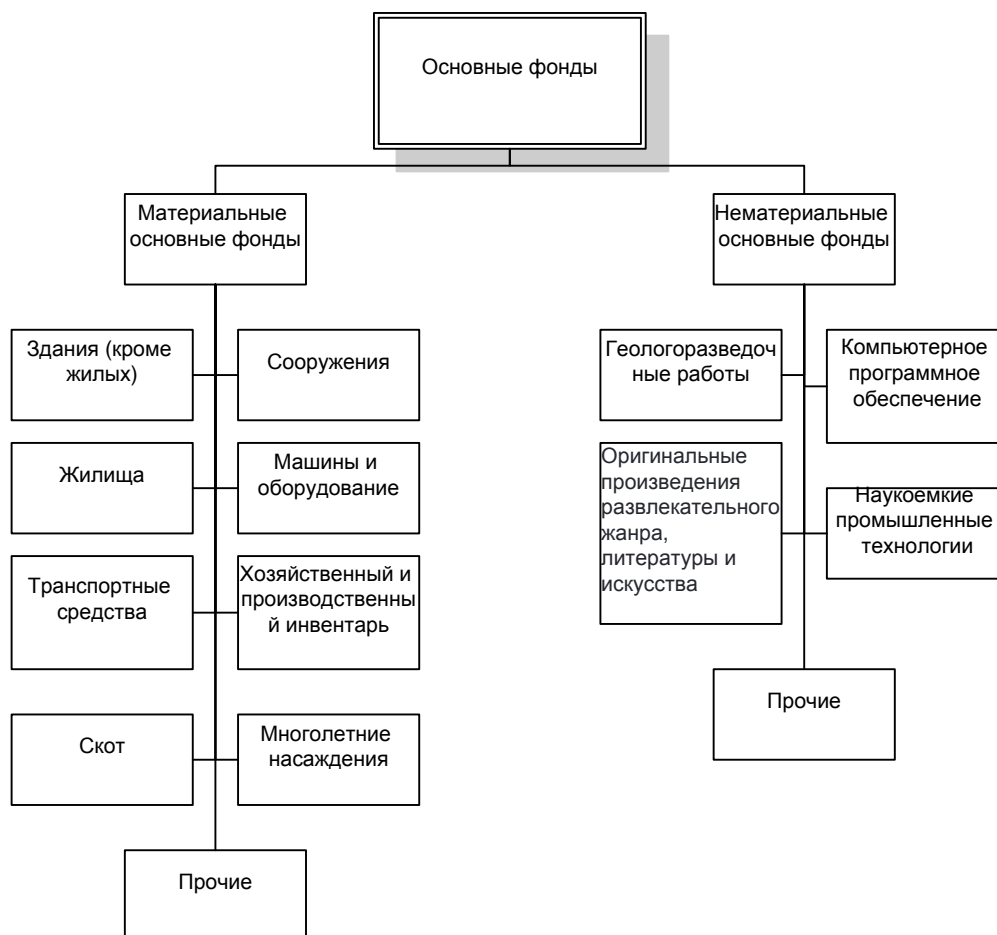 Основные фонды
Материальные
основные фонды
Нематериальные
основные фонды
Здания (кроме
жилых)
Сооружения
Геологоразведоч
ные работы
Компьютерное
программное
обеспечение
Жилища
Машины и
оборудование
Оригинальные
произведения
развлекательного
жанра,
литературы и
искусства
Наукоемкие
промышленные
технологии
Транспортные
средства
Хозяйственный и
производственны
й инвентарь
Прочие
Скот
Многолетние
насаждения
Прочие